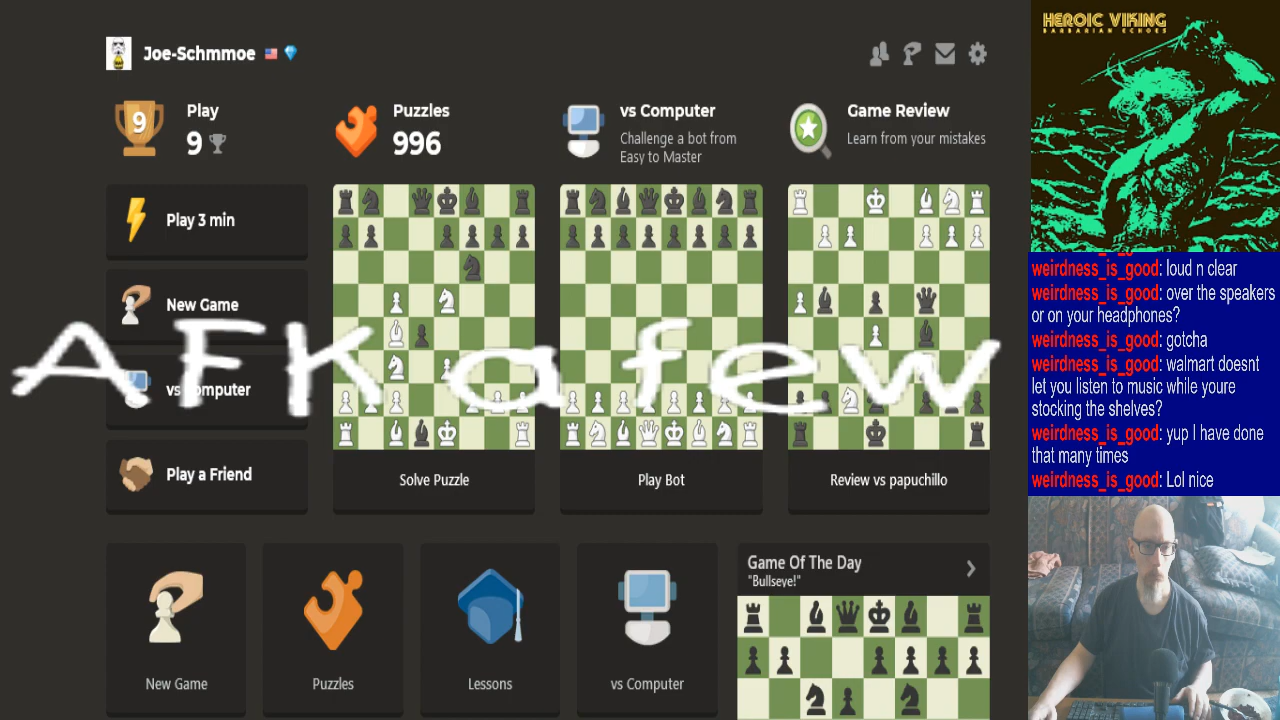 Joe-Schmmoe
Play
9
9
Puzzles
996
vs Computer
Challenge a bot from
Easy to Master
Game Review
Learn from your mistakes
Play 3 min
New Game
vs Computer
Play a Friend
AFK a few
Solve Puzzle
Play Bot
Review vs papuchillo
New Game
Puzzles
Lessons
vs Computer
Game Of The Day
"Bullseye!"
HEROIC VIKING
BARBARIAN ECHOES
weirdness_is_good: loud n clear
weirdness_is_good: over the speakers
or on your headphones?
weirdness_is_good: gotcha
weirdness_is_good: walmart doesnt
let you listen to music while youre
stocking the shelves?
weirdness_is_good: yup I have done
that many times
weirdness_is_good: Lol nice